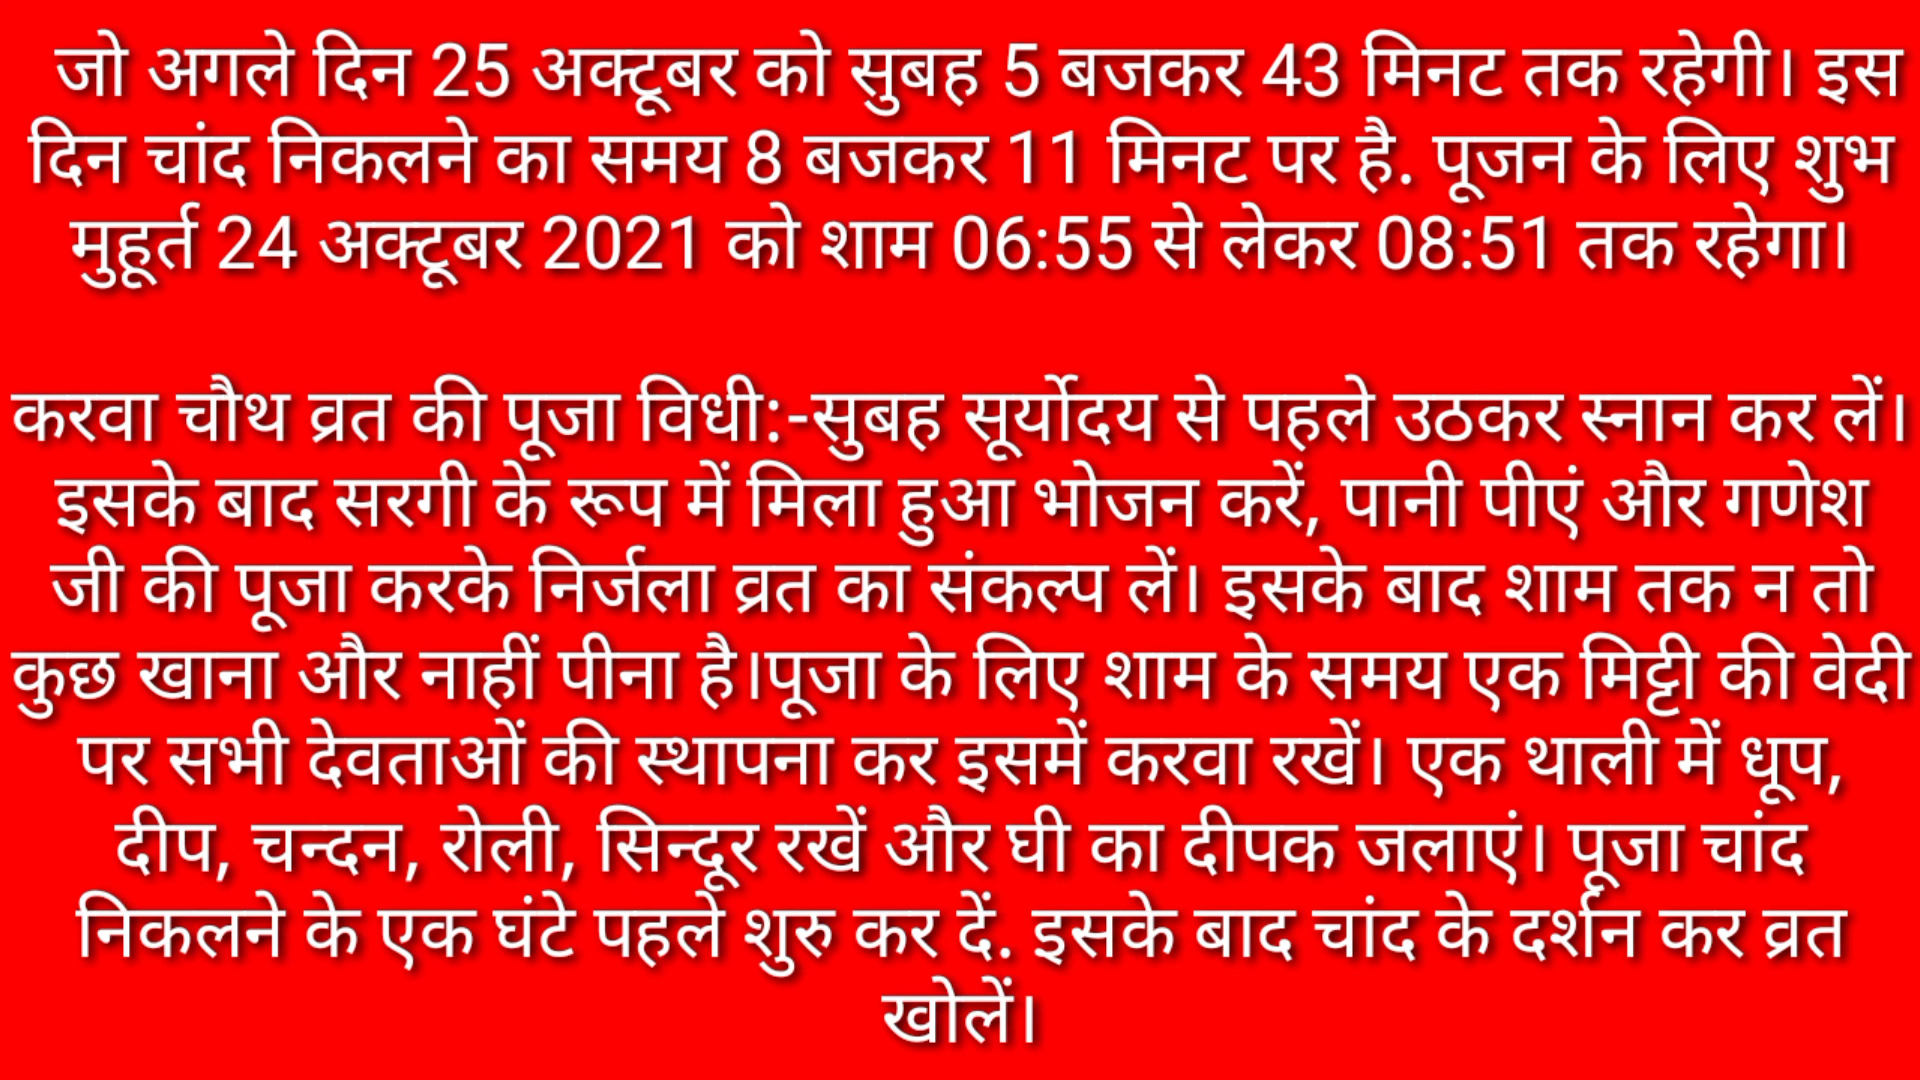 जो अगले दिन 25 अक्टूबर को सुबह 5 बजकर 43 मिनट तक रहेगी। इस
दिन चांद निकलने का समय 8 बजकर 11 मिनट पर है. पूजन के लिए शुभ
मुहूर्त 24 अक्टूबर 2021 को शाम 06:55 से लेकर 08:51 तक रहेगा।
करवा चौथ व्रत की पूजा विधी:-सुबह सूर्योदय से पहले उठकर स्नान कर लें।
इसके बाद सरगी के रूप में मिला हुआ भोजन करें, पानी पीएं और गणेश
जी की पूजा करके निर्जला व्रत का संकल्प लें। इसके बाद शाम तक न तो
कुछ खाना और नाहीं पीना है।पूजा के लिए शाम के समय एक मिट्टी की वेदी
पर सभी देवताओं की स्थापना कर इसमें करवा रखें। एक थाली में धूप,
दीप, चन्दन, रोली, सिन्दूर रखें और घी का दीपक जलाएं। पूजा चांद
निकलने के एक घंटे पहले शुरु कर दें. इसके बाद चांद के दर्शन कर व्रत
खोलें।